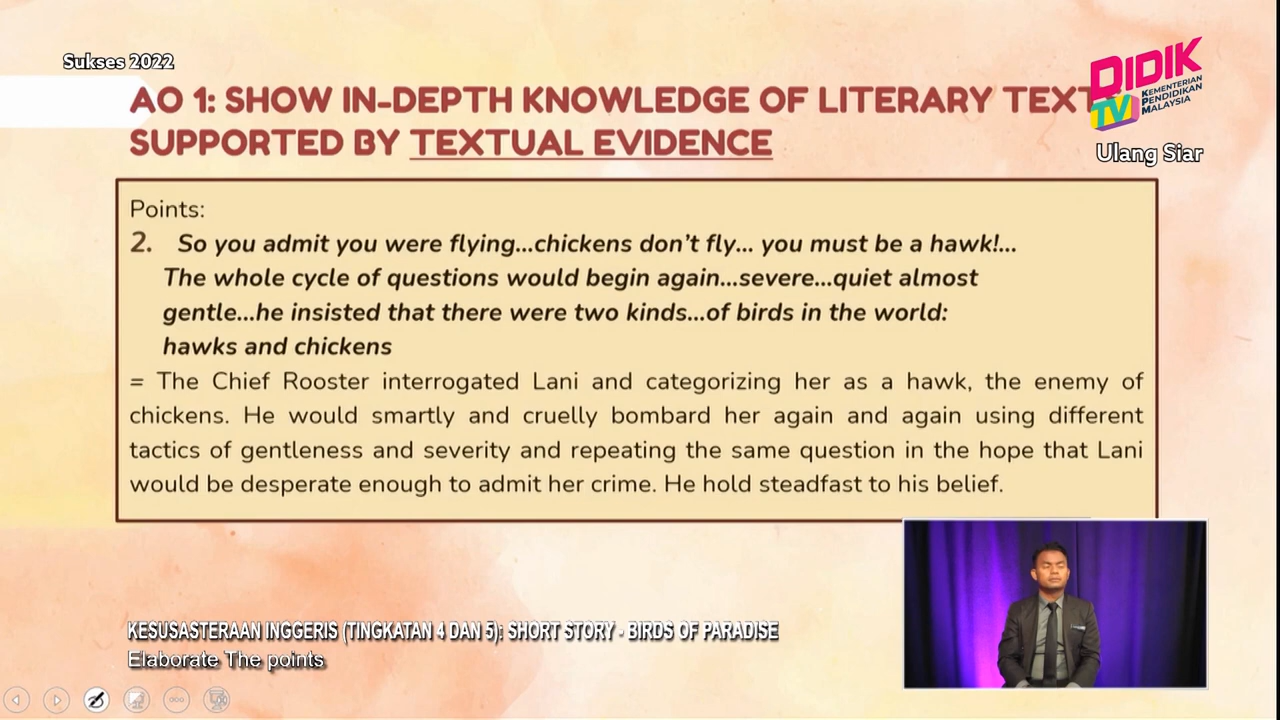 Sukses 2022
AO 1: SHOW IN-DEPTH KNOWLEDGE OF LITERARY TEXT
SUPPORTED BY TEXTUAL EVIDENCE
DIDIK
TV
KEMENTERIAN
PENDIDIKAN
MALAYSIA
Ulang Siar
Points:
2. So you admit you were flying...chickens don't fly... you must be a hawk!...
The whole cycle of questions would begin again...severe...quiet almost
gentle...he insisted that there were two kinds...of birds in the world:
hawks and chickens
= The Chief Rooster interrogated Lani and categorizing her as a hawk, the enemy of
chickens. He would smartly and cruelly bombard her again and again using different
tactics of gentleness and severity and repeating the same question in the hope that Lani
would be desperate enough to admit her crime. He hold steadfast to his belief.
KESUSASTERAAN INGGERIS (TINGKATAN 4 DAN 5): SHORT STORY - BIRDS OF PARADISE
Elaborate The points